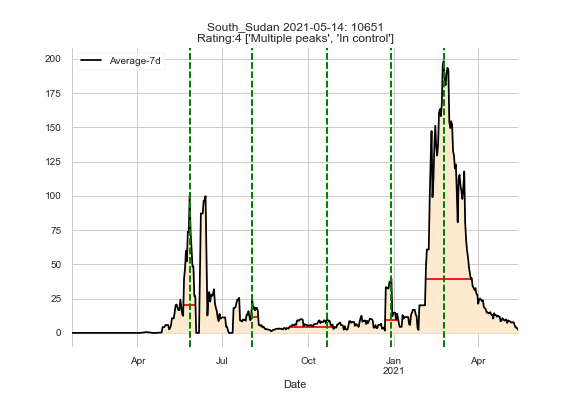 South_Sudan 2021-05-14: 10651
Rating:4 ['Multiple peaks', 'In control']
Average-7d
200
175
150
125
100
75
50
25
0
Apr Jul Oct Jan Apr
2021
Date